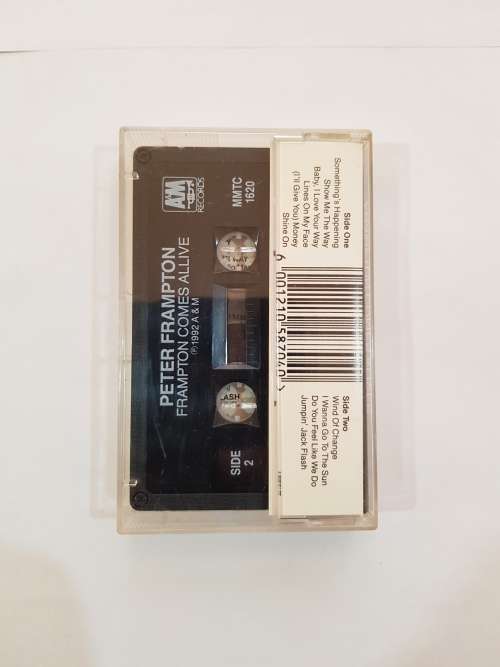 A&M
RECORDS
MMTC
1620
PETER FRAMPTON
FRAMPTON COMES ALLIVE
℗ 1992 A & M
SIDE
2
ASH
Side One
Something's Happening
Show Me The Way
Baby, I Love Your Way
Lines On My Face
(I'll Give You) Money
Shine On
Side Two
Wind Of Change
I Wanna Go To The Sun
Do You Feel Like We Do
Jumpin' Jack Flash